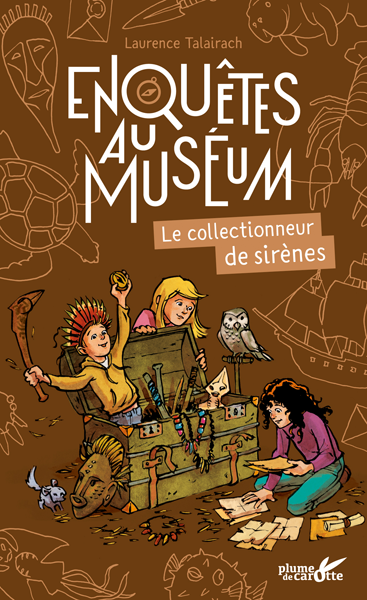 Laurence Talairach
ENQUÊTES
AU
MUSÉUM
Le collectionneur
de sirènes
plume
de carotte